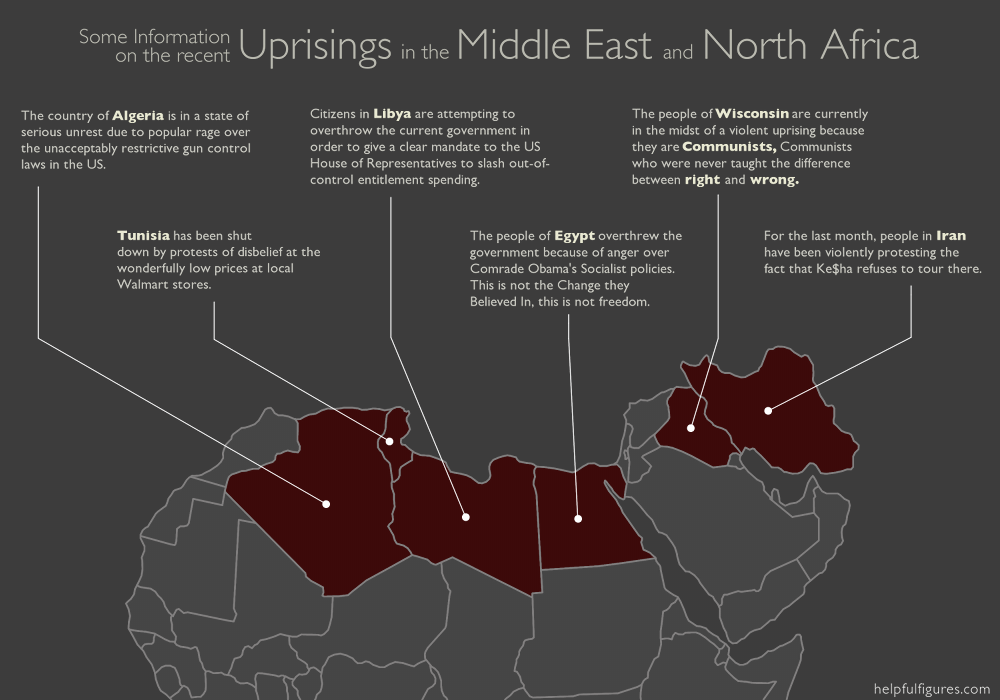 Some Information
on the recent Uprisings in the Middle East and North Africa
The country of Algeria is in a state of
serious unrest due to popular rage over
the unacceptably restrictive gun control
laws in the US.
Citizens in Libya are attempting to
overthrow the current government in
order to give a clear mandate to the US
House of Representatives to slash out-of-
control entitlement spending.
The people of Wisconsin are currently
in the midst of a violent uprising because
they are Communists, Communists
who were never taught the difference
between right and wrong.
Tunisia has been shut
down by protests of disbelief at the
wonderfully low prices at local
Walmart stores.
The people of Egypt overthrew the
government because of anger over
Comrade Obama's Socialist policies.
This is not the Change they
Believed In, this is not freedom.
For the last month, people in Iran
have been violently protesting the
fact that Ke$ha refuses to tour there.
helpfulfigures.com